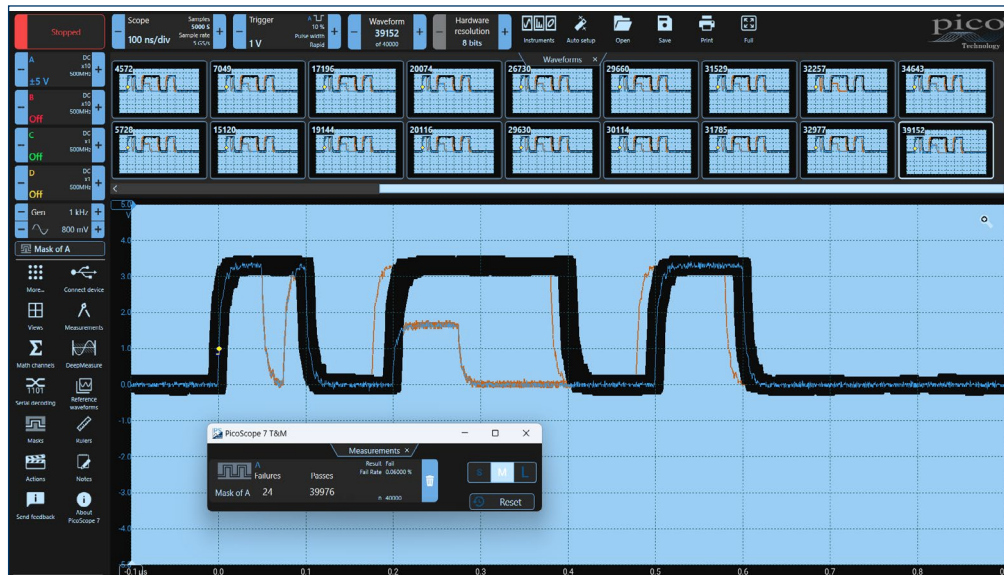 Stopped
Scope
100 ns/div
Samples
5000 S
Sample rate
5 GS/s
Trigger
1 V
A
10 %
Pulse width
Rapid
Waveform
39152
of 40000
Hardware
resolution
8 bits
Instruments
Auto setup
Open
Save
Print
Full
pico
Technology
A
DC
x10
500MHz
±5 V
B
DC
x10
500MHz
Off
C
DC
x1
500MHz
Off
D
DC
x1
500MHz
Off
Gen
1 kHz
800 mV
Mask of A
More...
Connect device
Views
Measurements
Math channels
DeepMeasure
1101
Serial decoding
Reference
waveforms
Masks
Rulers
Actions
Notes
Send feedback
About
PicoScope 7
Waveforms ×
4572
7049
17196
20074
26730
29660
31529
32257
34643
5728
15120
19144
20116
29630
30114
31785
32977
39152
5.0
V
4.0
3.0
2.0
1.0
0.0
-1.0
-2.0
-3.0
-4.0
-0.1 µs
0.0
0.1
0.2
0.3
0.4
0.5
0.6
0.7
0.8
PicoScope 7 T&M
Measurements ×
A
Failures
Passes
Result Fail
Fail Rate 0.06000 %
Mask of A
24
39976
n 40000
S
M
L
Reset